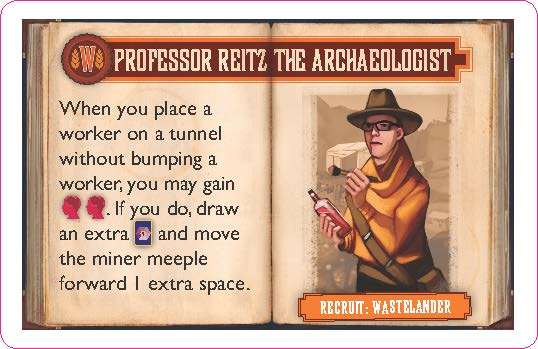 W PROFESSOR REITZ THE ARCHAEOLOGIST
When you place a
worker on a tunnel
without bumping a
worker, you may gain
. If you do, draw
an extra and move
the miner meeple
forward 1 extra space.
RECRUIT: WASTELANDER